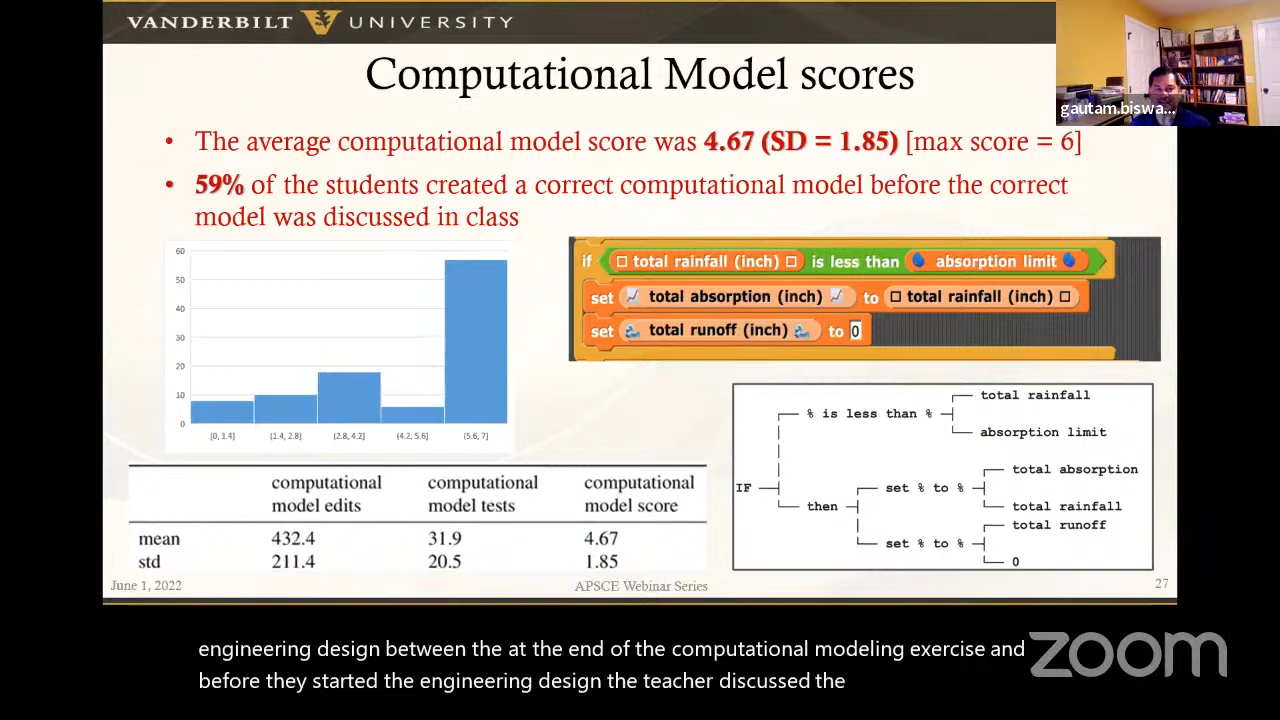 VANDERBILT UNIVERSITY
Computational Model scores
gautam.biswa...
• The average computational model score was 4.67 (SD = 1.85) [max score = 6]
• 59% of the students created a correct computational model before the correct
model was discussed in class
60
50
40
30
20
10
0
[0, 1.4]
(1.4, 2.8]
(2.8, 4.2]
(4.2, 5.6]
(5.6, 7]
if total rainfall (inch) is less than absorption limit
set total absorption (inch) to total rainfall (inch)
set total runoff (inch) to 0
total rainfall
% is less than %
absorption limit
total absorption
set % to %
IF
then
total rainfall
total runoff
set % to %
0
computational computational computational
model edits model tests model score
mean 432.4 31.9 4.67
std 211.4 20.5 1.85
June 1, 2022 APSCE Webinar Series 27
engineering design between the at the end of the computational modeling exercise and
before they started the engineering design the teacher discussed the
zoom